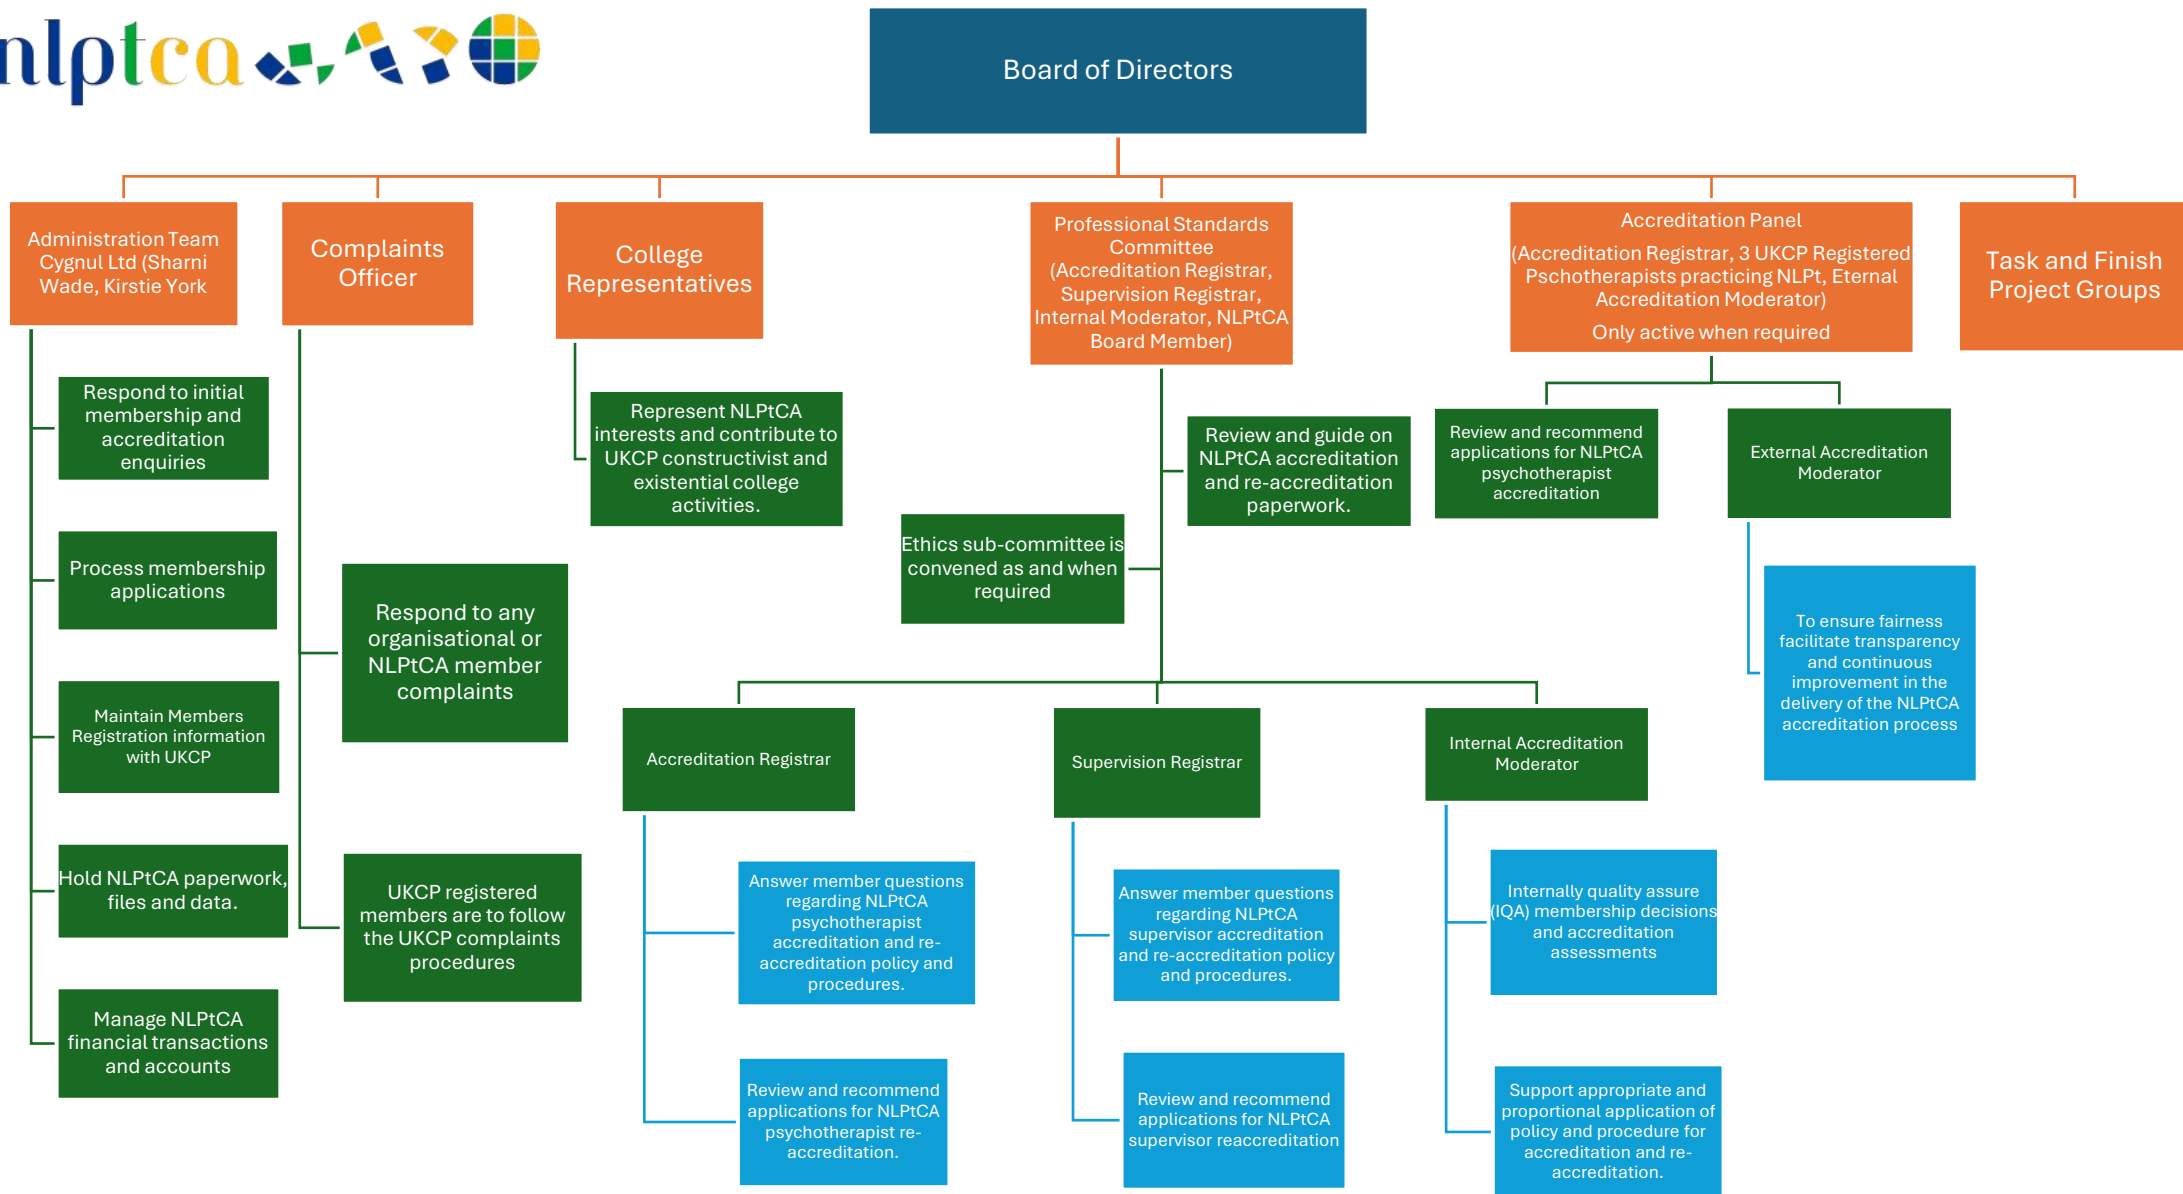 nlptca
Board of Directors
Administration Team
Cygnul Ltd (Sharni
Wade, Kirstie York
Complaints
Officer
College
Representatives
Professional Standards
Committee
(Accreditation Registrar,
Supervision Registrar,
Internal Moderator, NLPtCA
Board Member)
Accreditation Panel
(Accreditation Registrar, 3 UKCP Registered
Pschotherapists practicing NLPt, Eternal
Accreditation Moderator)
Only active when required
Task and Finish
Project Groups
Respond to initial
membership and
accreditation
enquiries
Process membership
applications
Maintain Members
Registration information
with UKCP
Hold NLPtCA paperwork,
files and data.
Manage NLPtCA
financial transactions
and accounts
Respond to any
organisational or
NLPtCA member
complaints
UKCP registered
members are to follow
the UKCP complaints
procedures
Represent NLPtCA
interests and contribute to
UKCP constructivist and
existential college
activities.
Review and guide on
NLPtCA accreditation
and re-accreditation
paperwork.
Ethics sub-committee is
convened as and when
required
Accreditation Registrar
Answer member questions
regarding NLPtCA
psychotherapist
accreditation and re-
accreditation policy and
procedures.
Review and recommend
applications for NLPtCA
psychotherapist re-
accreditation.
Supervision Registrar
Answer member questions
regarding NLPtCA
supervisor accreditation
and re-accreditation policy
and procedures.
Review and recommend
applications for NLPtCA
supervisor reaccreditation
Internal Accreditation
Moderator
Internally quality assure
(IQA) membership decisions
and accreditation
assessments
Support appropriate and
proportional application of
policy and procedure for
accreditation and re-
accreditation.
Review and recommend
applications for NLPtCA
psychotherapist
accreditation
External Accreditation
Moderator
To ensure fairness
facilitate transparency
and continuous
improvement in the
delivery of the NLPtCA
accreditation process